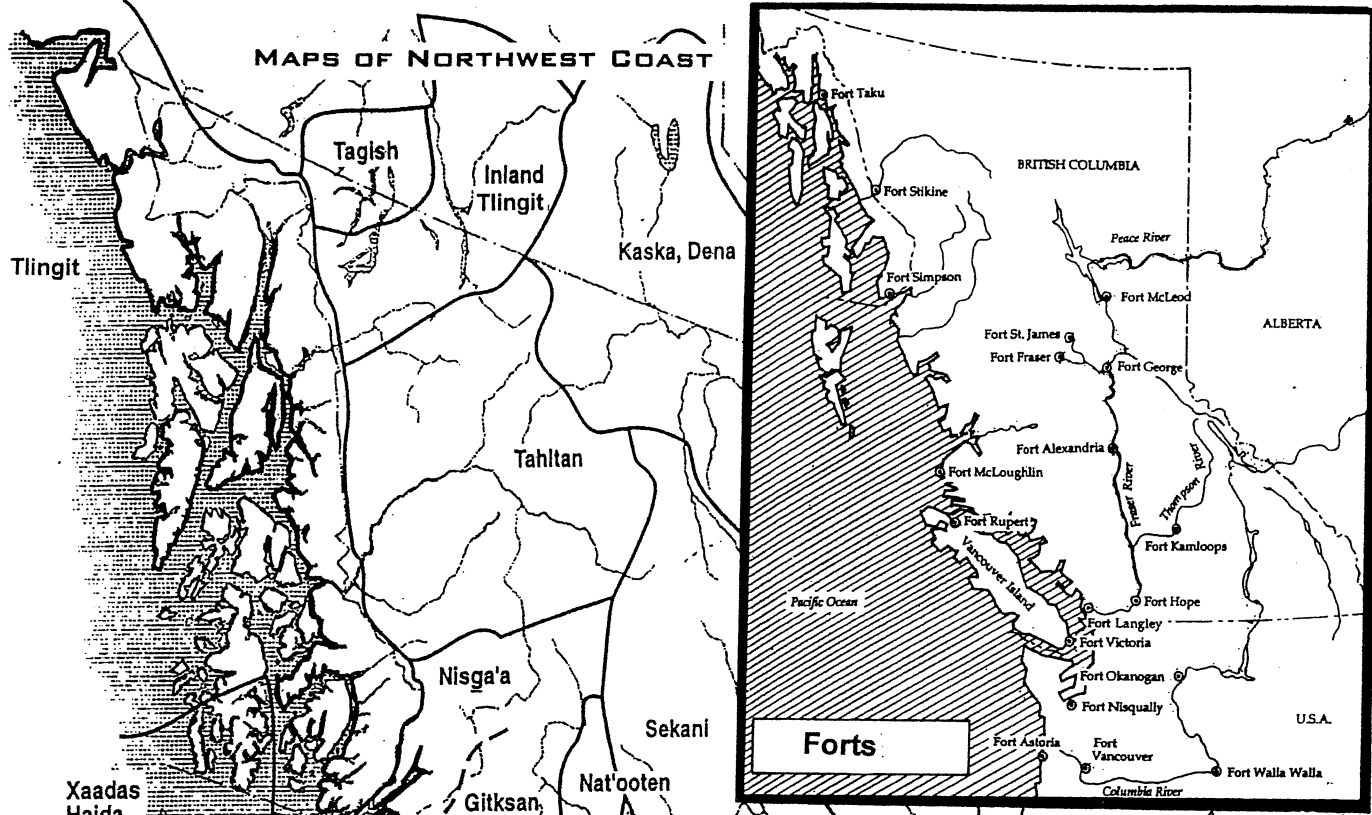 MAPS OF NORTHWEST COAST
Tagish
Inland
Tlingit
Kaska, Dena
Tlingit
Tahltan
Nisga'a
Sekani
Nat'ooten
Gitksan
Xaadas
Haida
Fort Taku
BRITISH COLUMBIA
Fort Stikine
Peace River
Fort Simpson
Fort McLeod
Fort St. James
ALBERTA
Fort Fraser
Fort George
Fort Alexandria
Fort McLoughlin
Fraser River
Thompson River
Fort Rupert
Fort Kamloops
Vancouver Island
Pacific Ocean
Fort Hope
Fort Langley
Fort Victoria
Fort Okanogan
Fort Nisqually
U.S.A.
Forts
Fort Astoria
Fort
Vancouver
Fort Walla Walla
Columbia River